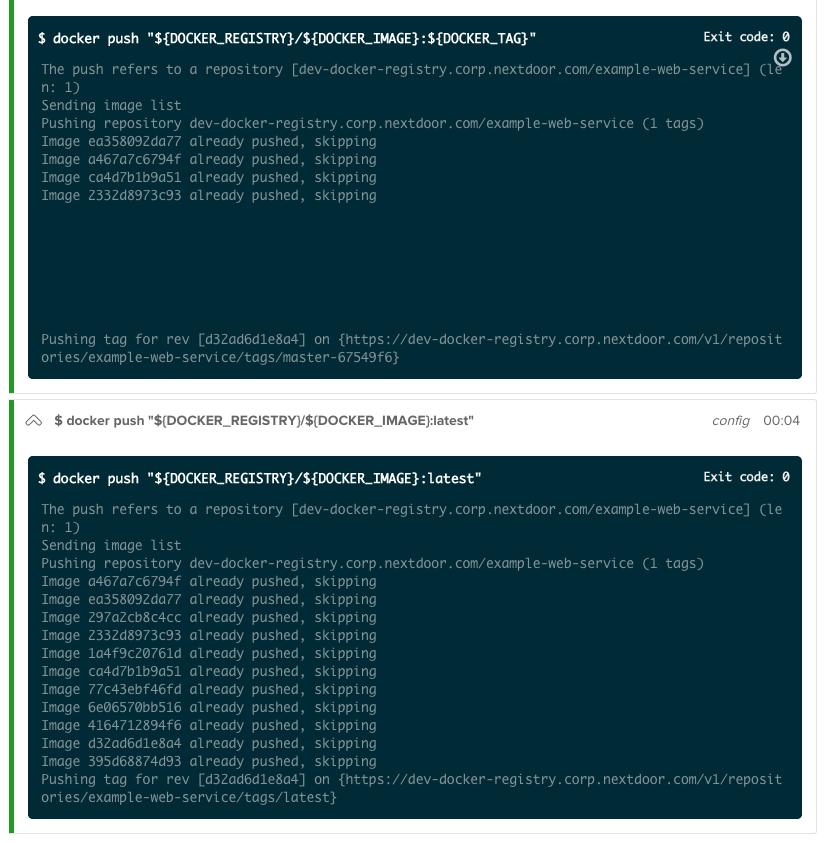 $ docker push "${DOCKER_REGISTRY}/${DOCKER_IMAGE}:${DOCKER_TAG}" Exit code: 0
The push refers to a repository [dev-docker-registry.corp.nextdoor.com/example-web-service] (le
n: 1)
Sending image list
Pushing repository dev-docker-registry.corp.nextdoor.com/example-web-service (1 tags)
Image ea358092da77 already pushed, skipping
Image a467a7c6794f already pushed, skipping
Image ca4d7b1b9a51 already pushed, skipping
Image 2332d8973c93 already pushed, skipping
Pushing tag for rev [d32ad6d1e8a4] on {https://dev-docker-registry.corp.nextdoor.com/v1/reposit
ories/example-web-service/tags/master-67549f6}
$ docker push "${DOCKER_REGISTRY}/${DOCKER_IMAGE}:latest" config 00:04
$ docker push "${DOCKER_REGISTRY}/${DOCKER_IMAGE}:latest" Exit code: 0
The push refers to a repository [dev-docker-registry.corp.nextdoor.com/example-web-service] (le
n: 1)
Sending image list
Pushing repository dev-docker-registry.corp.nextdoor.com/example-web-service (1 tags)
Image a467a7c6794f already pushed, skipping
Image ea358092da77 already pushed, skipping
Image 297a2cb8c4cc already pushed, skipping
Image 2332d8973c93 already pushed, skipping
Image 1a4f9c20761d already pushed, skipping
Image ca4d7b1b9a51 already pushed, skipping
Image 77c43ebf46fd already pushed, skipping
Image 6e06570bb516 already pushed, skipping
Image 4164712894f6 already pushed, skipping
Image d32ad6d1e8a4 already pushed, skipping
Image 395d68874d93 already pushed, skipping
Pushing tag for rev [d32ad6d1e8a4] on {https://dev-docker-registry.corp.nextdoor.com/v1/reposit
ories/example-web-service/tags/latest}